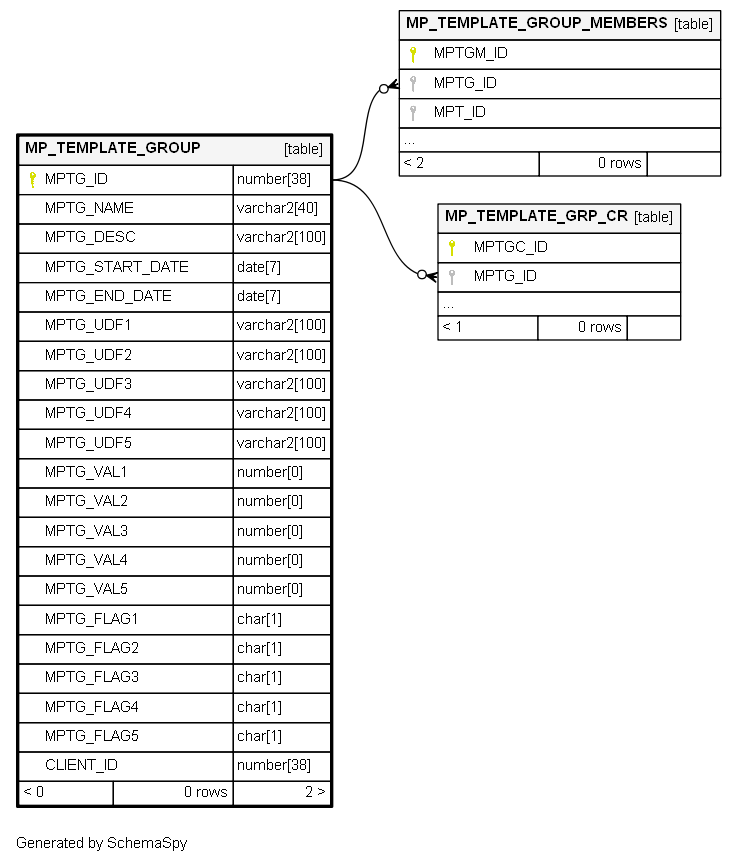 MP_TEMPLATE_GROUP_MEMBERS [table]
MPTGM_ID
MPTG_ID
MPT_ID
...
< 2 0 rows
MP_TEMPLATE_GROUP [table]
MPTG_ID number[38]
MPTG_NAME varchar2[40]
MPTG_DESC varchar2[100]
MPTG_START_DATE date[7]
MPTG_END_DATE date[7]
MPTG_UDF1 varchar2[100]
MPTG_UDF2 varchar2[100]
MPTG_UDF3 varchar2[100]
MPTG_UDF4 varchar2[100]
MPTG_UDF5 varchar2[100]
MPTG_VAL1 number[0]
MPTG_VAL2 number[0]
MPTG_VAL3 number[0]
MPTG_VAL4 number[0]
MPTG_VAL5 number[0]
MPTG_FLAG1 char[1]
MPTG_FLAG2 char[1]
MPTG_FLAG3 char[1]
MPTG_FLAG4 char[1]
MPTG_FLAG5 char[1]
CLIENT_ID number[38]
< 0 0 rows 2 >
MP_TEMPLATE_GRP_CR [table]
MPTGC_ID
MPTG_ID
...
< 1 0 rows
Generated by SchemaSpy